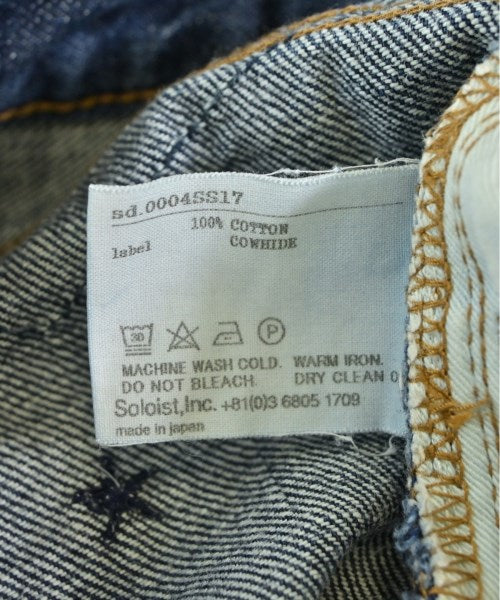 sd.0004SS17
100% COTTON
label COWHIDE
30 P
MACHINE WASH COLD. WARM IRON.
DO NOT BLEACH. DRY CLEAN O
Soloist,Inc. +81(0)3 6805 1709
made in japan